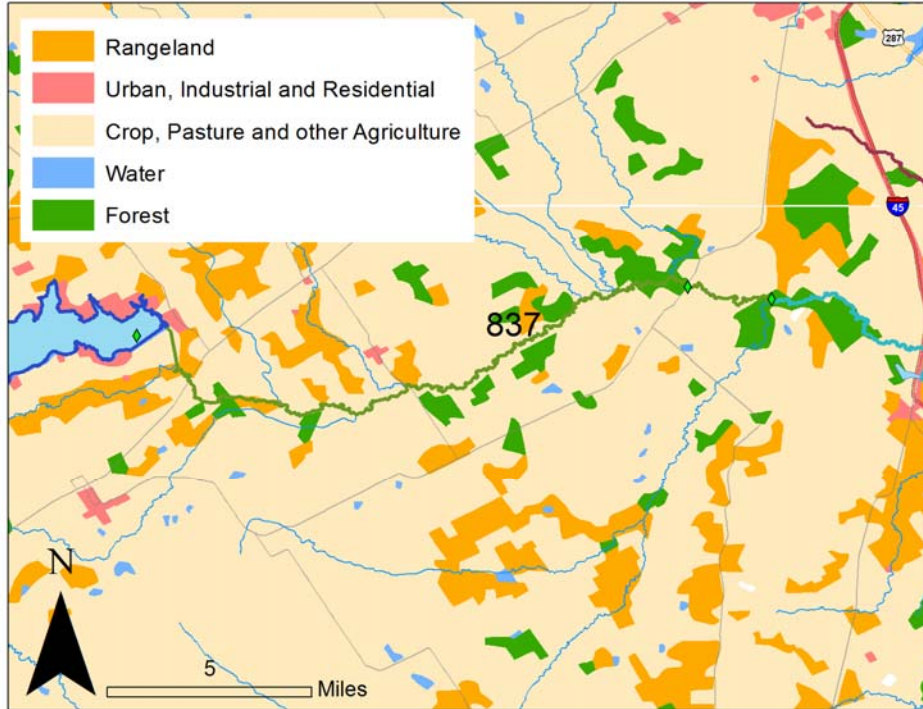 Rangeland
Urban, Industrial and Residential
Crop, Pasture and other Agriculture
Water
Forest
287
45
837
N
5
Miles